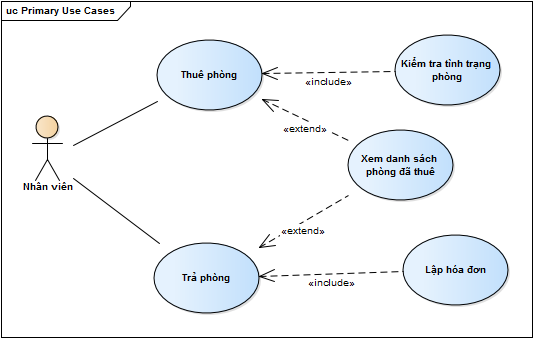 uc Primary Use Cases
Thuê phòng
Kiểm tra tình trạng
phòng
«include»
«extend»
Xem danh sách
phòng đã thuê
Nhân viên
«extend»
Trả phòng
Lập hóa đơn
«include»